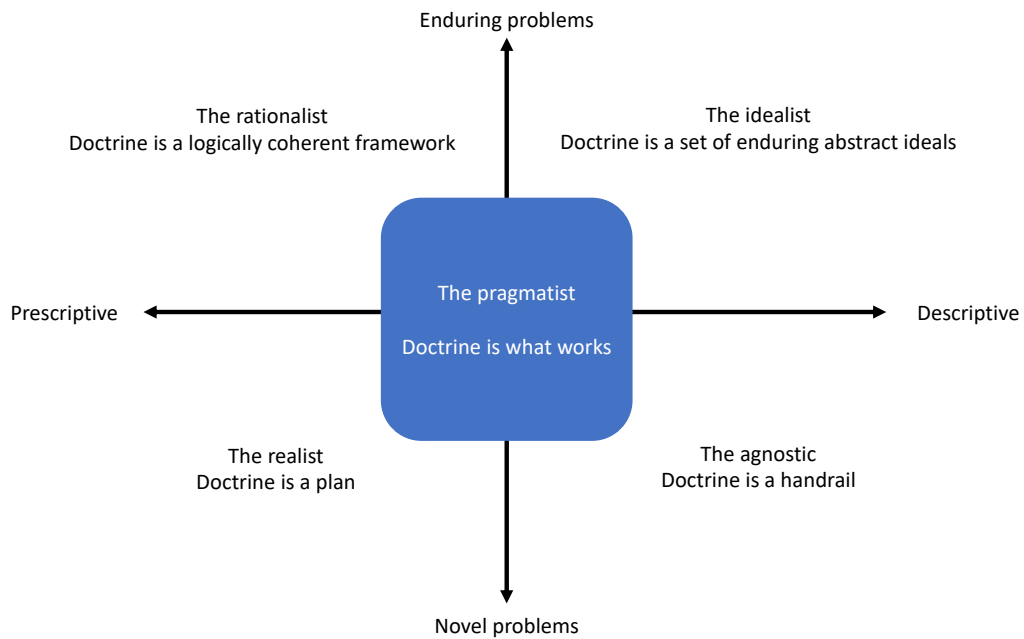 Enduring problems
The rationalist
Doctrine is a logically coherent framework
The idealist
Doctrine is a set of enduring abstract ideals
The pragmatist
Doctrine is what works
Prescriptive
Descriptive
The realist
Doctrine is a plan
The agnostic
Doctrine is a handrail
Novel problems